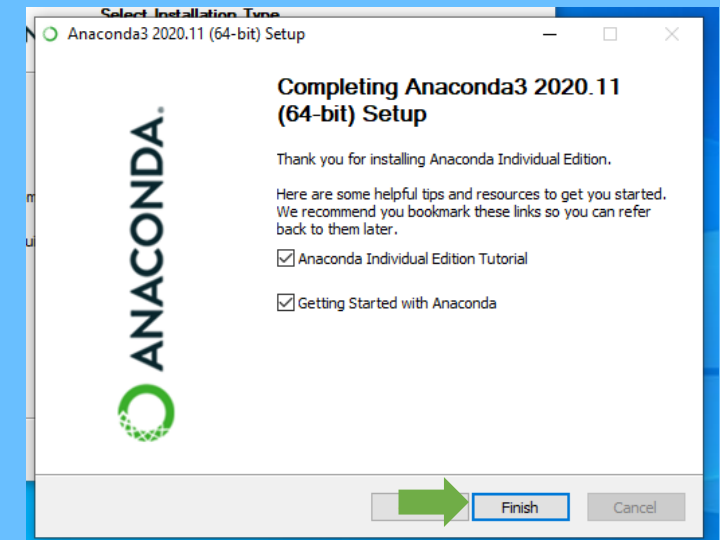 Select Installation Type
Anaconda3 2020.11 (64-bit) Setup
Completing Anaconda3 2020.11
(64-bit) Setup
ANACONDA.
Thank you for installing Anaconda Individual Edition.
Here are some helpful tips and resources to get you started.
We recommend you bookmark these links so you can refer
back to them later.
Anaconda Individual Edition Tutorial
Getting Started with Anaconda
Finish
Cancel